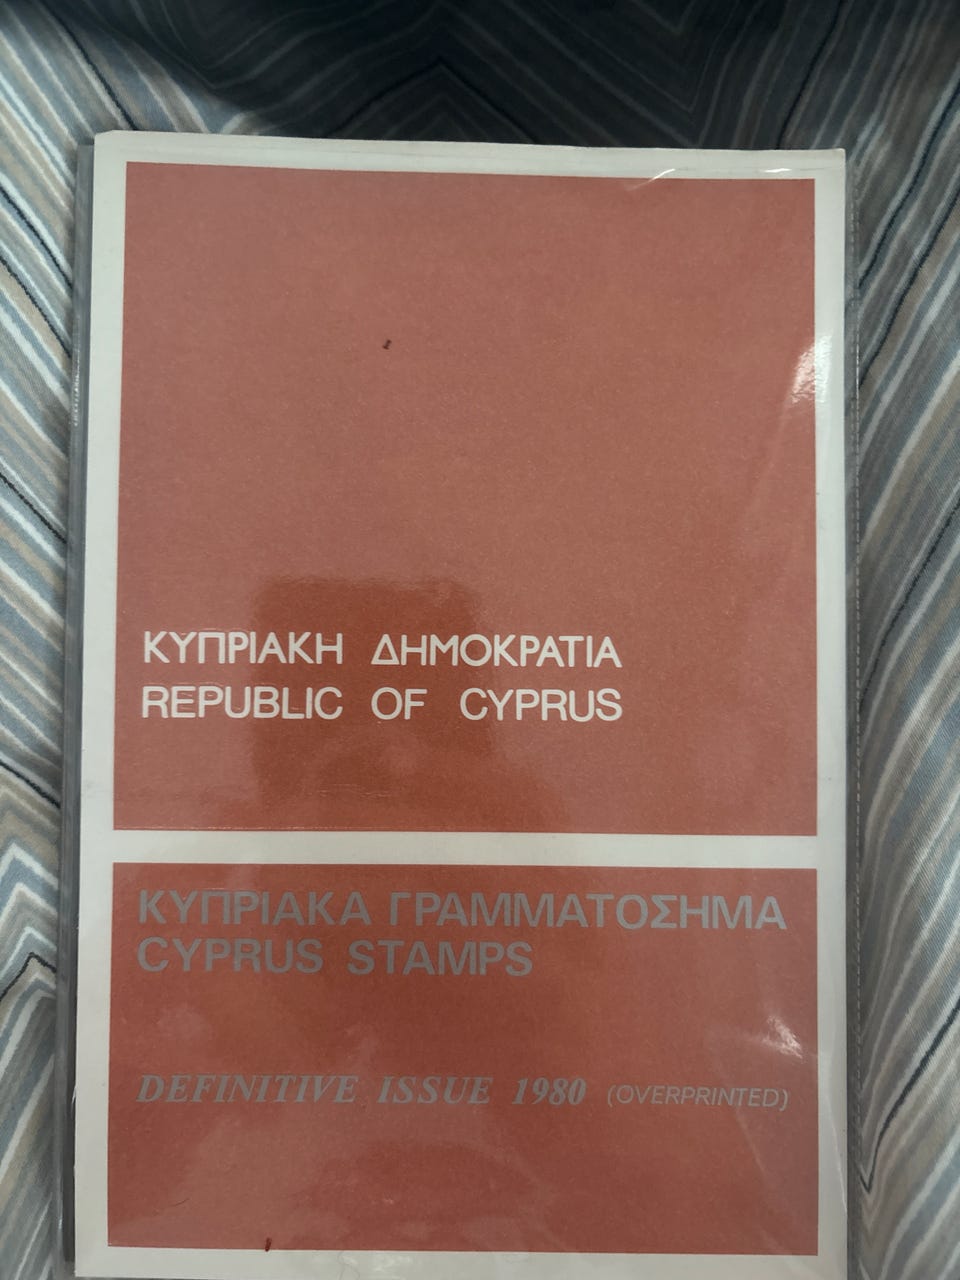 ΚΥΠΡΙΑΚΗ ΔΗΜΟΚΡΑΤΙΑ
REPUBLIC OF CYPRUS
ΚΥΠΡΙΑΚΑ ΓΡΑΜΜΑΤΟΣΗΜΑ
CYPRUS STAMPS
DEFINITIVE ISSUE 1980 (OVERPRINTED)